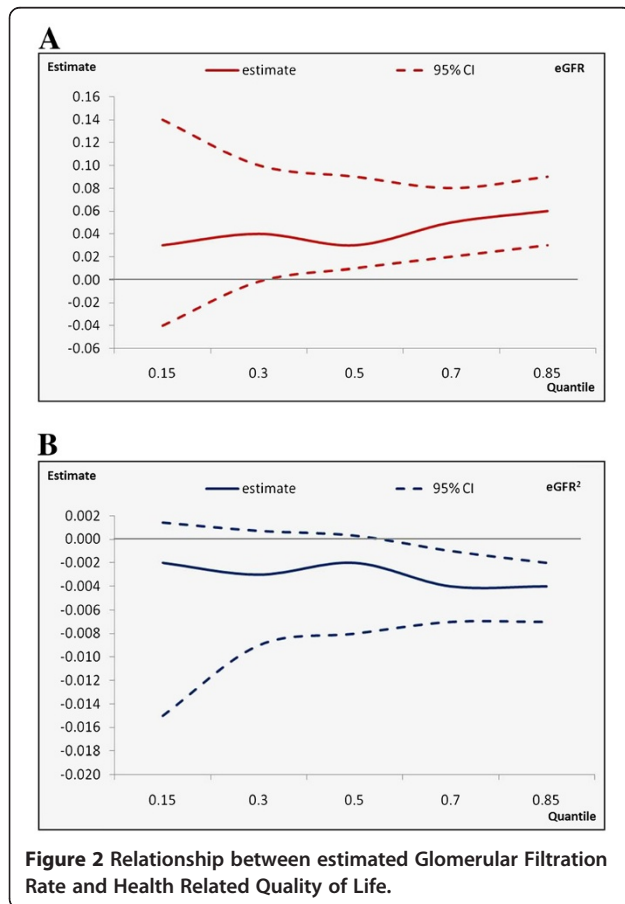 A
Estimate
estimate 95% CI eGFR
0.16
0.14
0.12
0.10
0.08
0.06
0.04
0.02
0.00
-0.02
-0.04
-0.06
0.15 0.3 0.5 0.7 0.85
Quantile
B
Estimate
estimate 95% CI eGFR²
0.002
0.000
-0.002
-0.004
-0.006
-0.008
-0.010
-0.012
-0.014
-0.016
-0.018
-0.020
0.15 0.3 0.5 0.7 0.85
Quantile
Figure 2 Relationship between estimated Glomerular Filtration
Rate and Health Related Quality of Life.